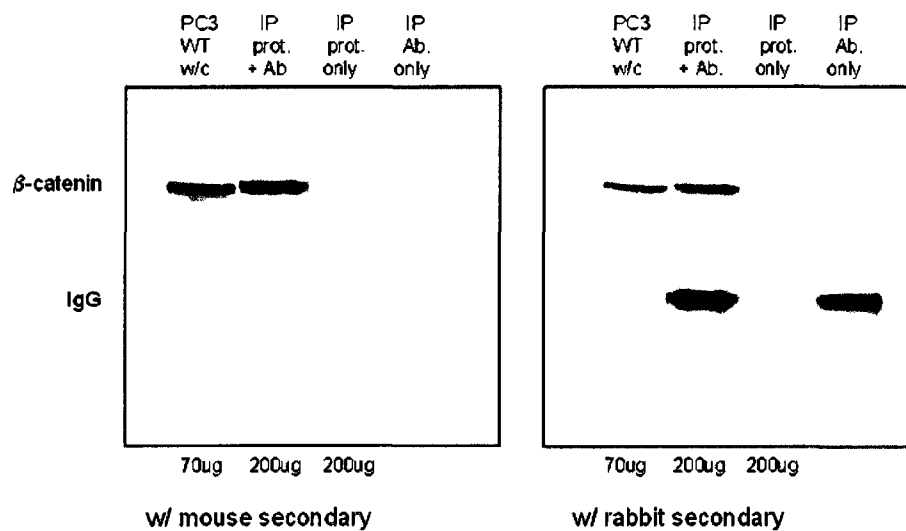 PC3 IP IP IP
WT prot. prot. Ab.
w/c + Ab only only
PC3 IP IP IP
WT prot. prot. Ab.
w/c + Ab. only only
β-catenin
IgG
70ug 200ug 200ug
70ug 200ug 200ug
w/ mouse secondary
w/ rabbit secondary